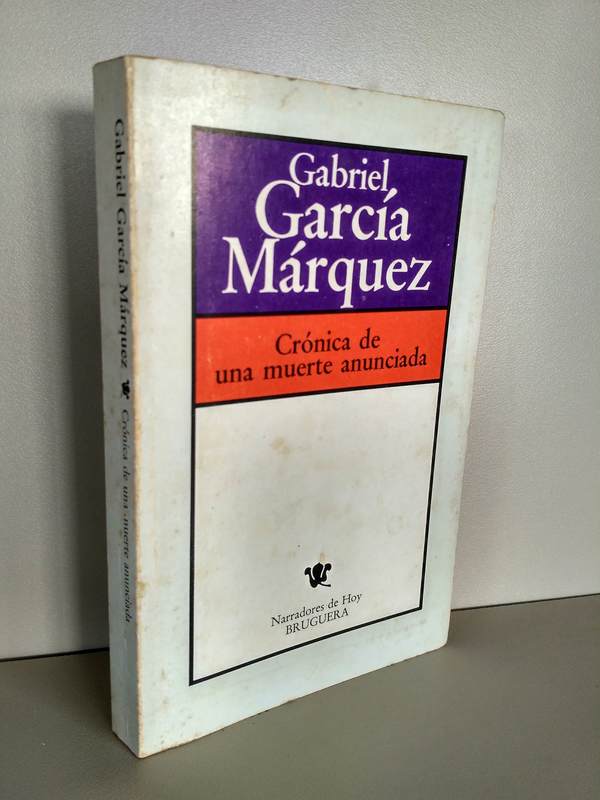 Gabriel García Márquez Crónica de una muerte anunciada
Gabriel
García
Márquez
Crónica de
una muerte anunciada
Narradores de Hoy
BRUGUERA